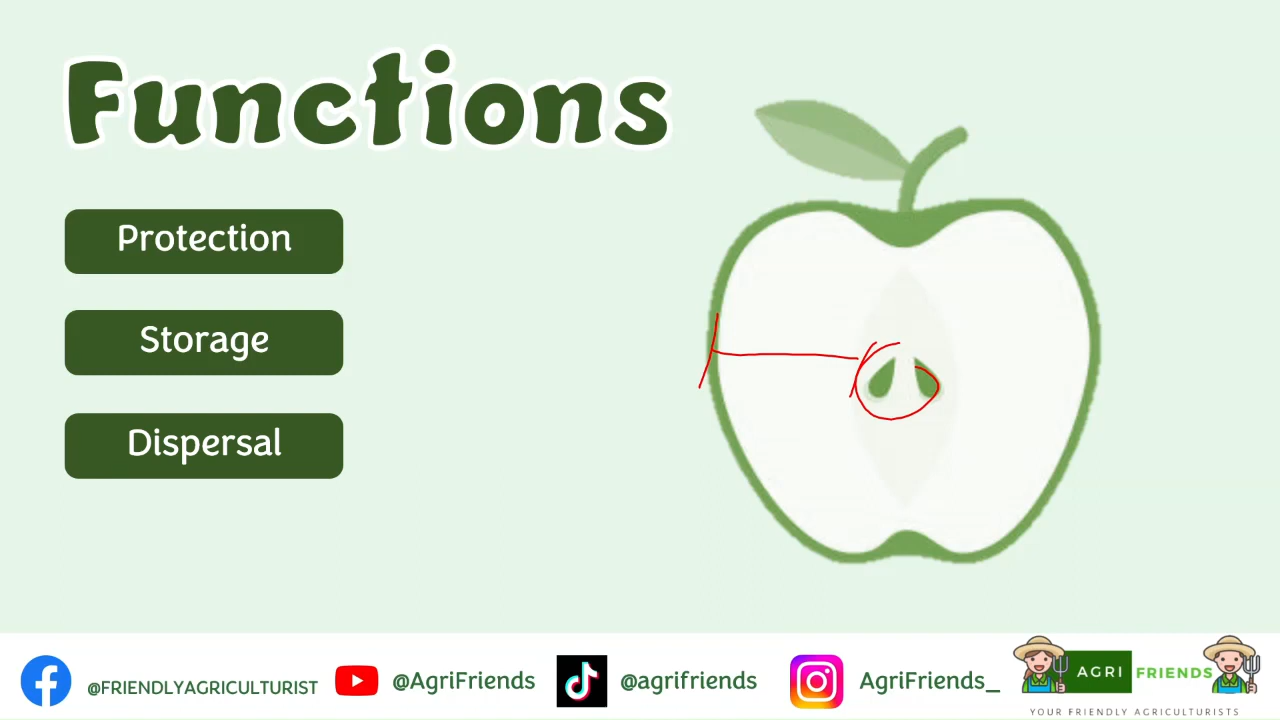 Functions
Protection
Storage
Dispersal
@FRIENDLYAGRICULTURIST
@AgriFriends
@agrifriends
AgriFriends_
AGRI FRIENDS
YOUR FRIENDLY AGRICULTURISTS